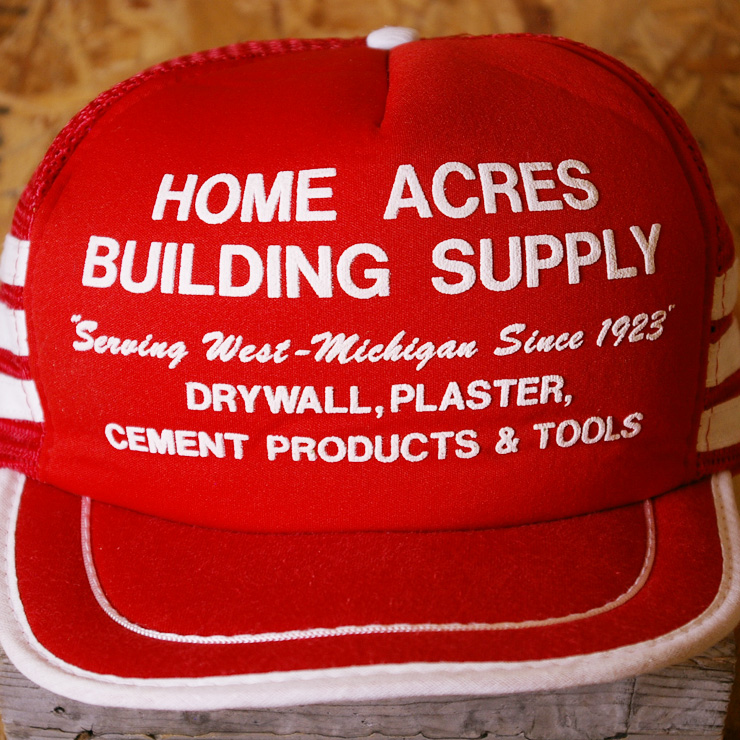 HOME ACRES
BUILDING SUPPLY
"Serving West-Michigan Since 1923"
DRYWALL, PLASTER,
CEMENT PRODUCTS & TOOLS